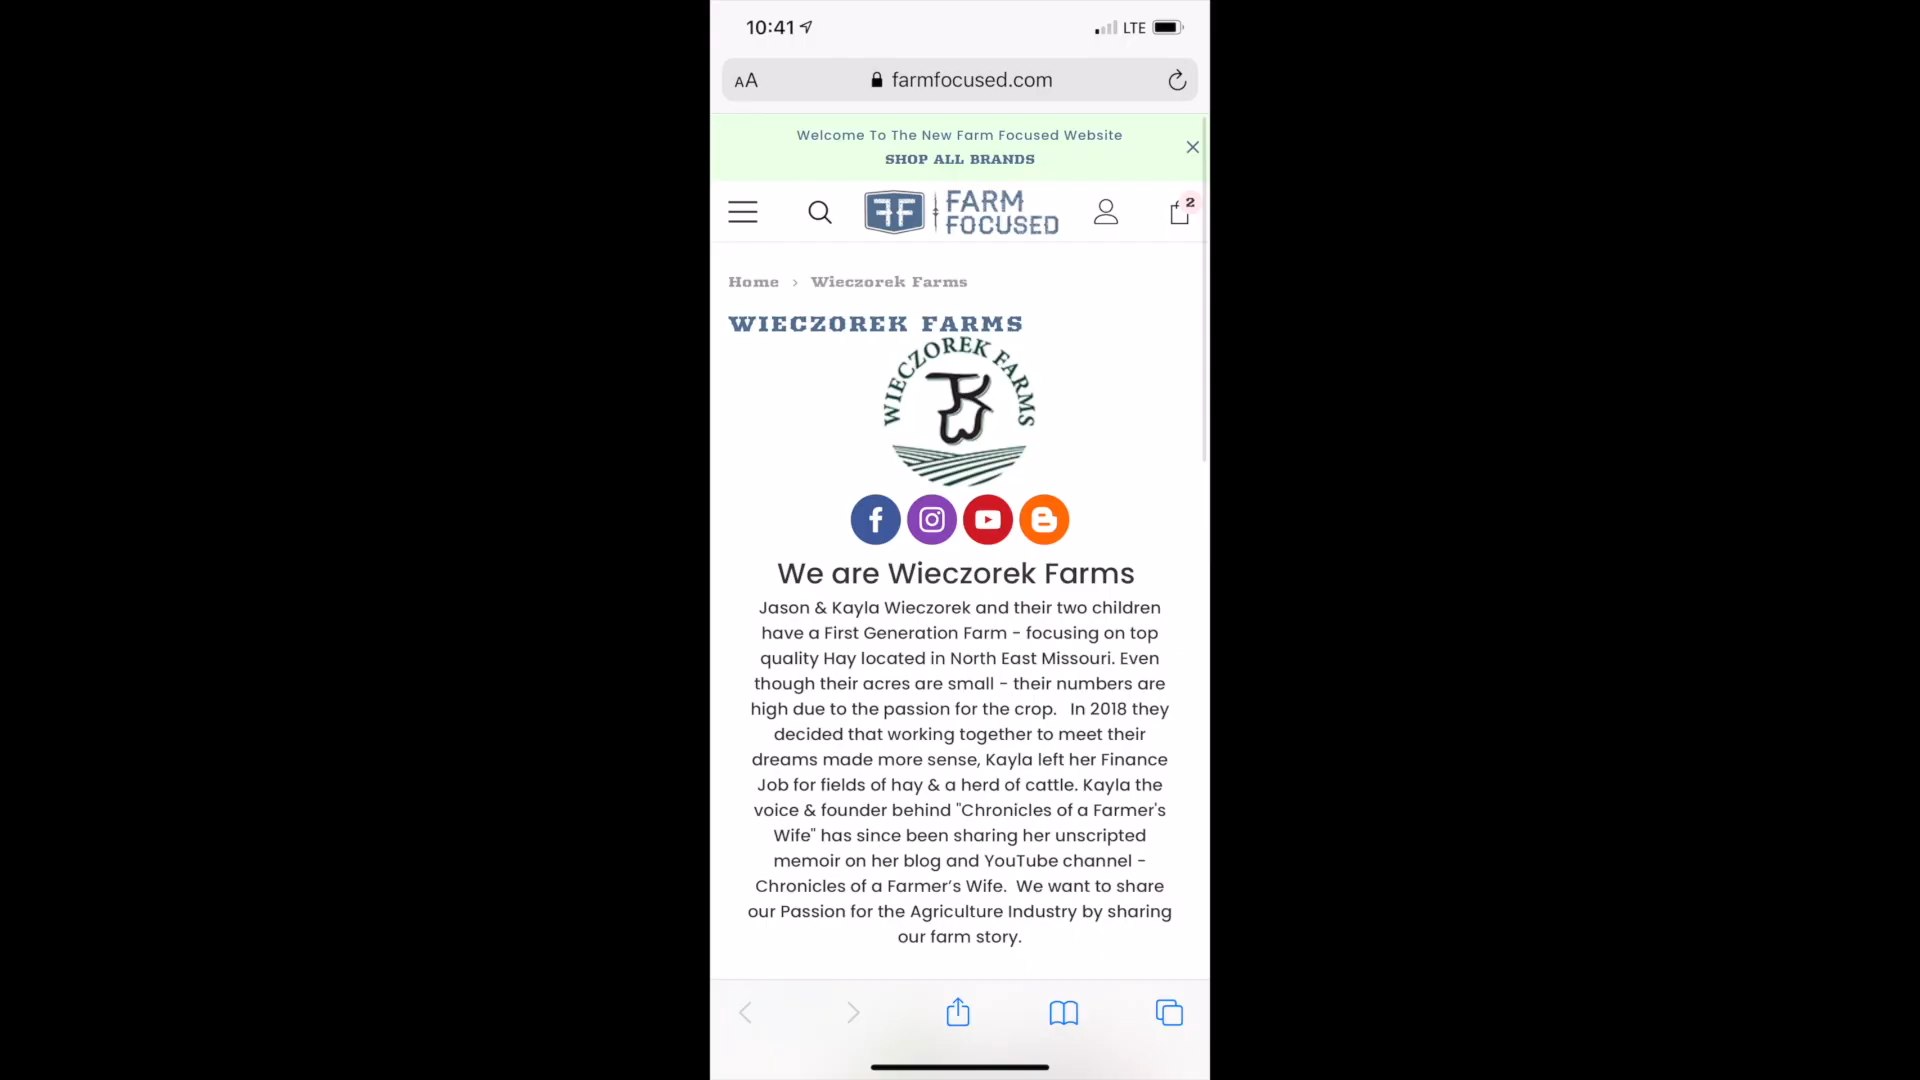 10:41
LTE
AA
farmfocused.com
Welcome To The New Farm Focused Website
SHOP ALL BRANDS
FF
FARM
FOCUSED
2
Home > Wieczorek Farms
WIECZOREK FARMS
WIECZOREK FARMS
We are Wieczorek Farms
Jason & Kayla Wieczorek and their two children
have a First Generation Farm - focusing on top
quality Hay located in North East Missouri. Even
though their acres are small - their numbers are
high due to the passion for the crop.   In 2018 they
decided that working together to meet their
dreams made more sense, Kayla left her Finance
Job for fields of hay & a herd of cattle. Kayla the
voice & founder behind "Chronicles of a Farmer's
Wife" has since been sharing her unscripted
memoir on her blog and YouTube channel -
Chronicles of a Farmer’s Wife.  We want to share
our Passion for the Agriculture Industry by sharing
our farm story.